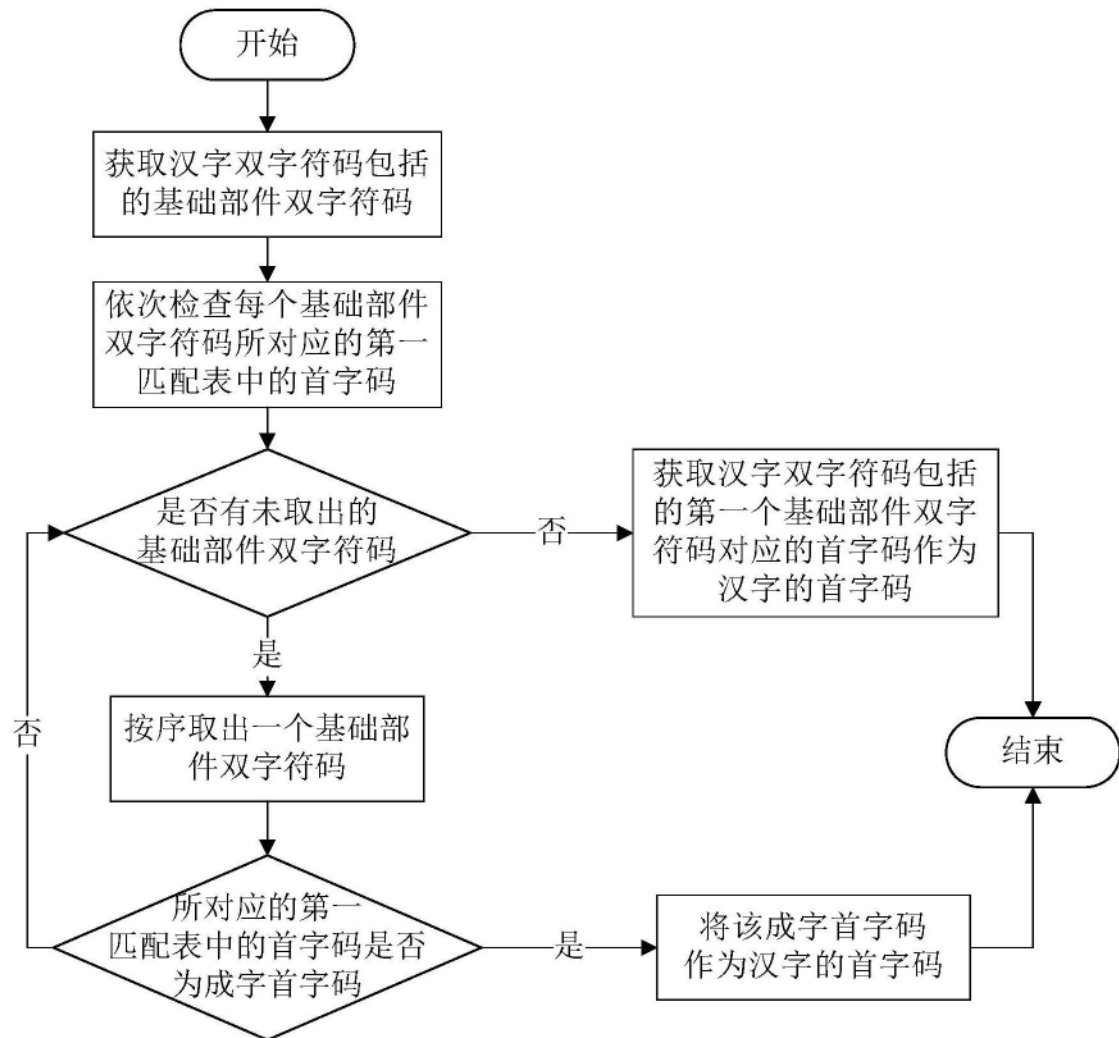 开始
获取汉字双字符码包括
的基础部件双字符码
依次检查每个基础部件
双字符码所对应的第一
匹配表中的首字码
是否有未取出的
基础部件双字符码
否
获取汉字双字符码包括
的第一个基础部件双字
符码对应的首字码作为
汉字的首字码
是
按序取出一个基础部
件双字符码
否
结束
所对应的第一
匹配表中的首字码是否
为成字首字码
是
将该成字首字码
作为汉字的首字码